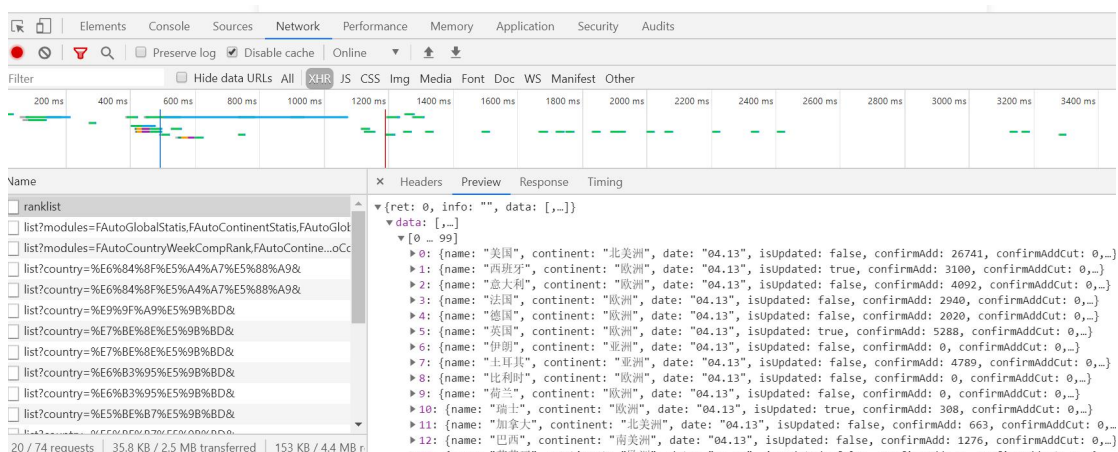 Elements Console Sources Network Performance Memory Application Security Audits
Preserve log Disable cache Online
Filter Hide data URLs All XHR JS CSS Img Media Font Doc WS Manifest Other
200 ms 400 ms 600 ms 800 ms 1000 ms 1200 ms 1400 ms 1600 ms 1800 ms 2000 ms 2200 ms 2400 ms 2600 ms 2800 ms 3000 ms 3200 ms 3400 ms
Name
ranklist
list?modules=FAutoGlobalStatis,FAutoContinentStatis,FAutoGlob
list?modules=FAutoCountryWeekCompRank,FAutoContine...oCc
list?country=%E6%84%8F%E5%A4%A7%E5%88%A9&
list?country=%E6%84%8F%E5%A4%A7%E5%88%A9&
list?country=%E9%9F%A9%E5%9B%BD&
list?country=%E7%BE%8E%E5%9B%BD&
list?country=%E7%BE%8E%E5%9B%BD&
list?country=%E6%B3%95%E5%9B%BD&
list?country=%E6%B3%95%E5%9B%BD&
list?country=%E5%BE%B7%E5%9B%BD&
20 / 74 requests 35.8 KB / 2.5 MB transferred 153 KB / 4.4 MB r
× Headers Preview Response Timing
▼{ret: 0, info: "", data: [,…]}
▼data: [,…]
▼[0 … 99]
▶0: {name: "美国", continent: "北美洲", date: "04.13", isUpdated: false, confirmAdd: 26741, confirmAddCut: 0,…}
▶1: {name: "西班牙", continent: "欧洲", date: "04.13", isUpdated: true, confirmAdd: 3100, confirmAddCut: 0,…}
▶2: {name: "意大利", continent: "欧洲", date: "04.13", isUpdated: false, confirmAdd: 4092, confirmAddCut: 0,…}
▶3: {name: "法国", continent: "欧洲", date: "04.13", isUpdated: false, confirmAdd: 2940, confirmAddCut: 0,…}
▶4: {name: "德国", continent: "欧洲", date: "04.13", isUpdated: false, confirmAdd: 2020, confirmAddCut: 0,…}
▶5: {name: "英国", continent: "欧洲", date: "04.13", isUpdated: true, confirmAdd: 5288, confirmAddCut: 0,…}
▶6: {name: "伊朗", continent: "亚洲", date: "04.13", isUpdated: false, confirmAdd: 0, confirmAddCut: 0,…}
▶7: {name: "土耳其", continent: "亚洲", date: "04.13", isUpdated: false, confirmAdd: 4789, confirmAddCut: 0,…}
▶8: {name: "比利时", continent: "欧洲", date: "04.13", isUpdated: false, confirmAdd: 0, confirmAddCut: 0,…}
▶9: {name: "荷兰", continent: "欧洲", date: "04.13", isUpdated: false, confirmAdd: 0, confirmAddCut: 0,…}
▶10: {name: "瑞士", continent: "欧洲", date: "04.13", isUpdated: true, confirmAdd: 308, confirmAddCut: 0,…}
▶11: {name: "加拿大", continent: "北美洲", date: "04.13", isUpdated: false, confirmAdd: 663, confirmAddCut: 0,…
▶12: {name: "巴西", continent: "南美洲", date: "04.13", isUpdated: false, confirmAdd: 1276, confirmAddCut: 0,…}